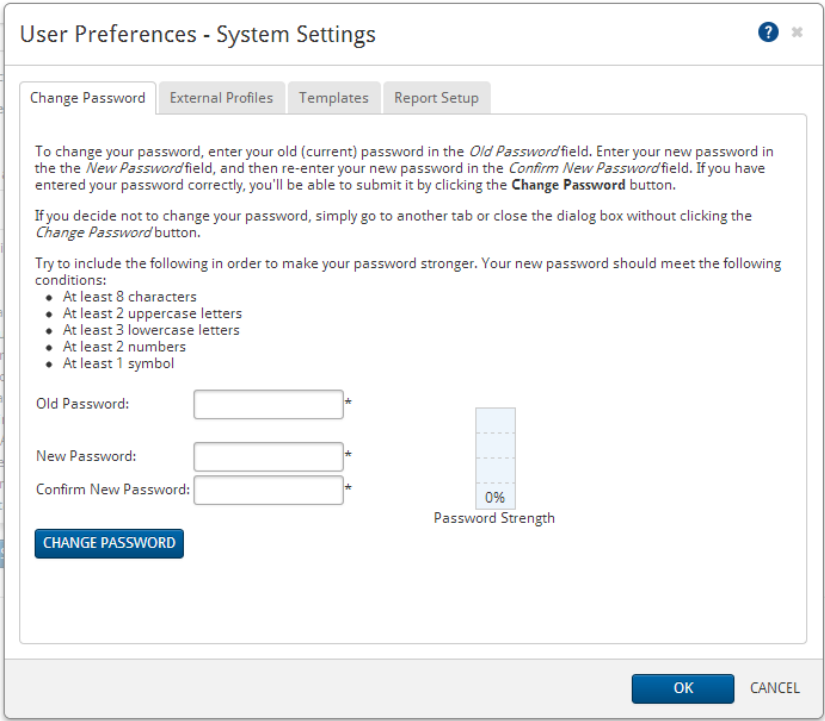 User Preferences - System Settings
?
Change Password
External Profiles
Templates
Report Setup
To change your password, enter your old (current) password in the Old Password field. Enter your new password in
the the New Password field, and then re-enter your new password in the Confirm New Password field. If you have
entered your password correctly, you'll be able to submit it by clicking the Change Password button.
If you decide not to change your password, simply go to another tab or close the dialog box without clicking the
Change Password button.
Try to include the following in order to make your password stronger. Your new password should meet the following
conditions:
• At least 8 characters
• At least 2 uppercase letters
• At least 3 lowercase letters
• At least 2 numbers
• At least 1 symbol
Old Password: *
New Password: *
Confirm New Password: *
0%
Password Strength
CHANGE PASSWORD
OK
CANCEL